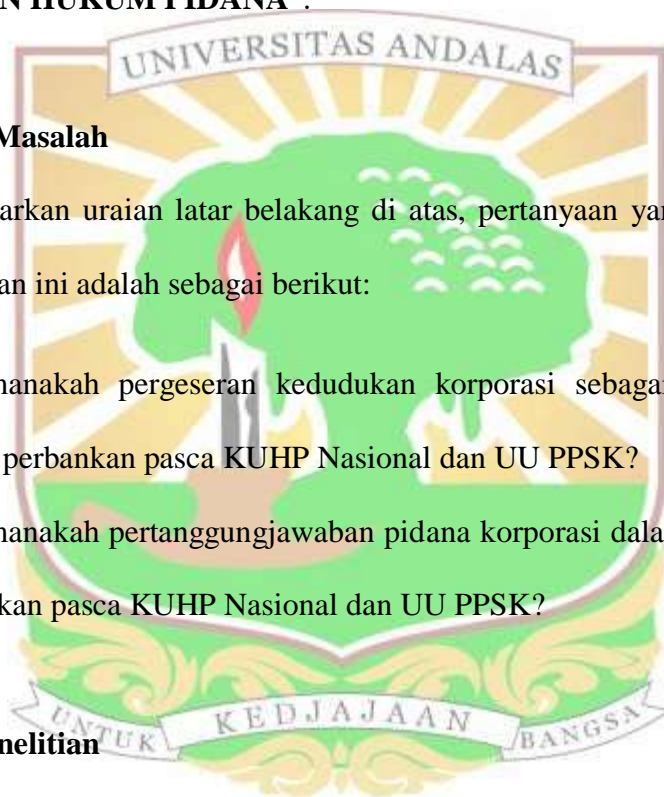 N HUKUM PIDANA".
UNIVERSITAS ANDALAS
Masalah
arkan uraian latar belakang di atas, pertanyaan yan
an ini adalah sebagai berikut:
nanakah pergeseran kedudukan korporasi sebagai
perbankan pasca KUHP Nasional dan UU PPSK?
nanakah pertanggungjawaban pidana korporasi dala
kan pasca KUHP Nasional dan UU PPSK?
UNTUK KEDJAJAAN BANGSA
nelitian